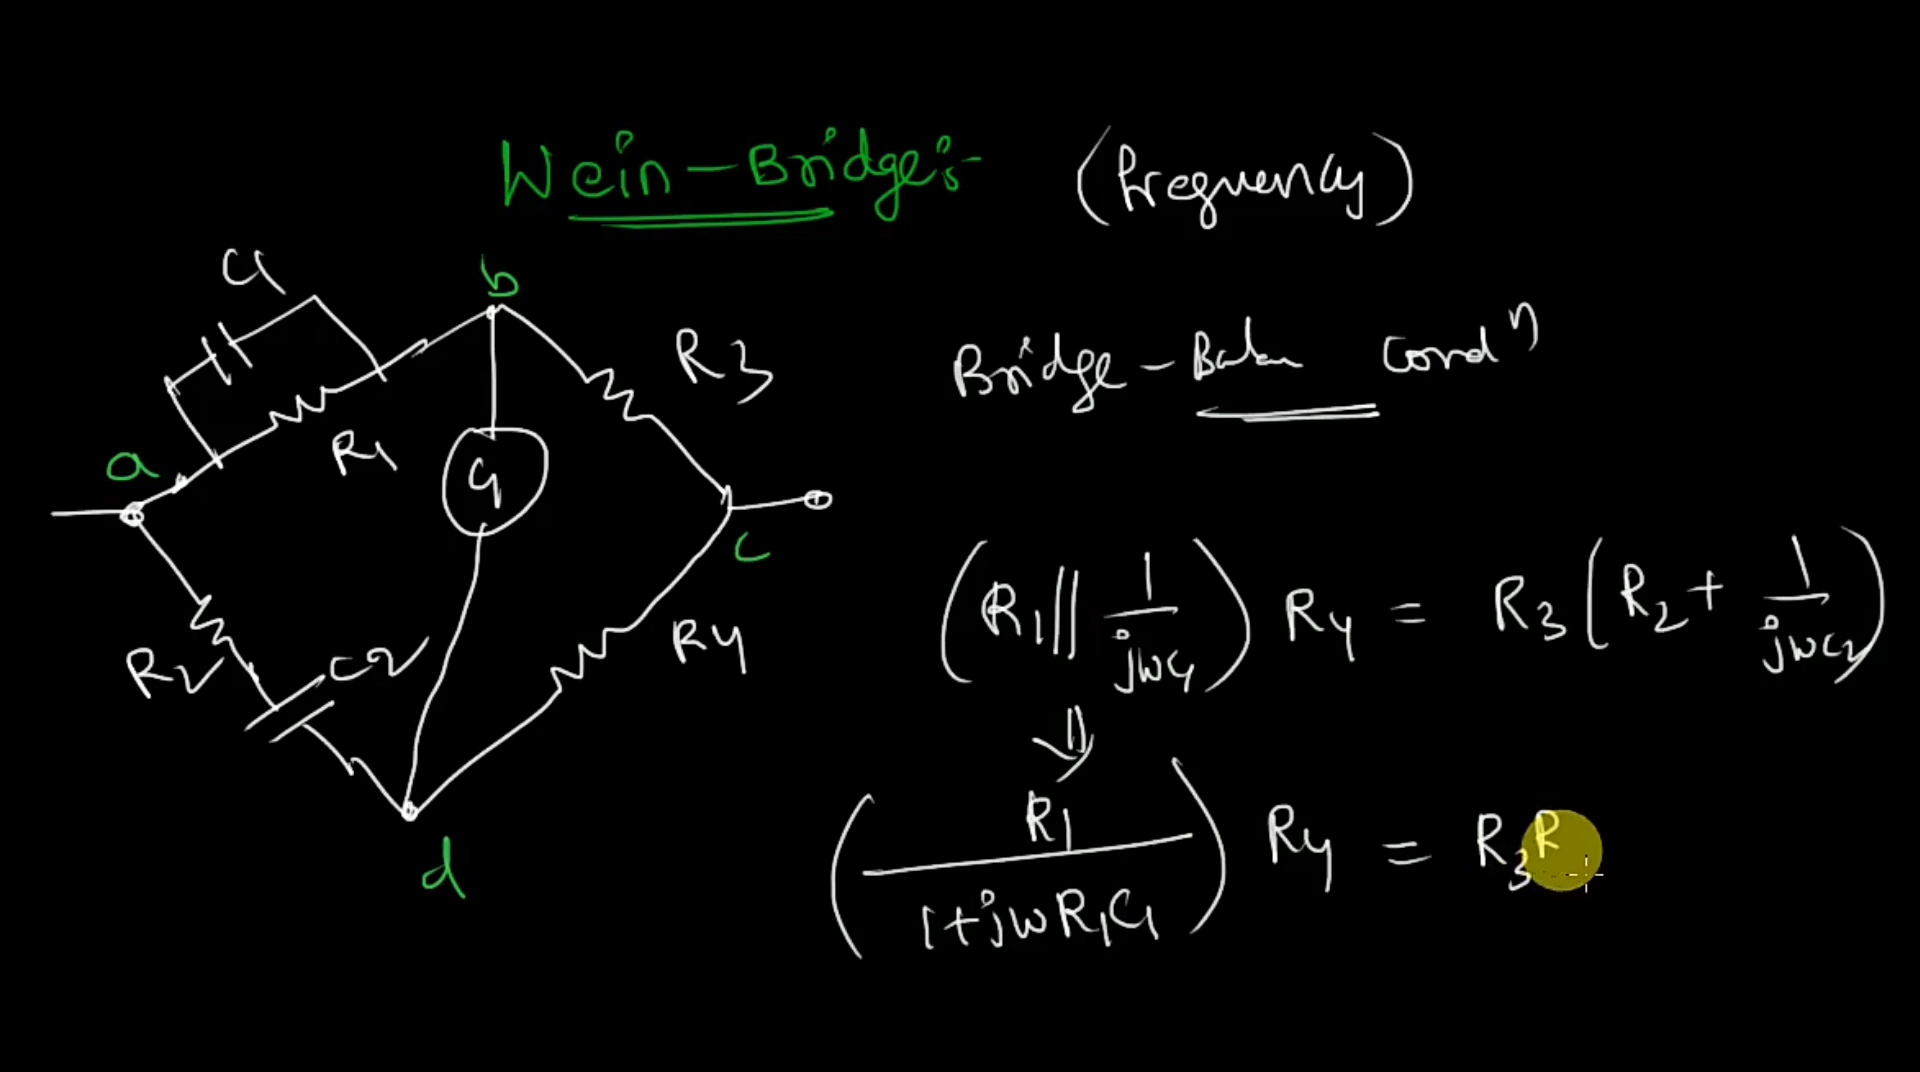 Wein-Bridge:- (Frequency)
C1
b
R3
Bridge-Balan condn
R1
a
G
c
(R1 || 1/jωC1) R4 = R3 (R2 + 1/jωC2)
R2
C2
R4
(R1 / 1+jωR1C1) R4 = R3R
d